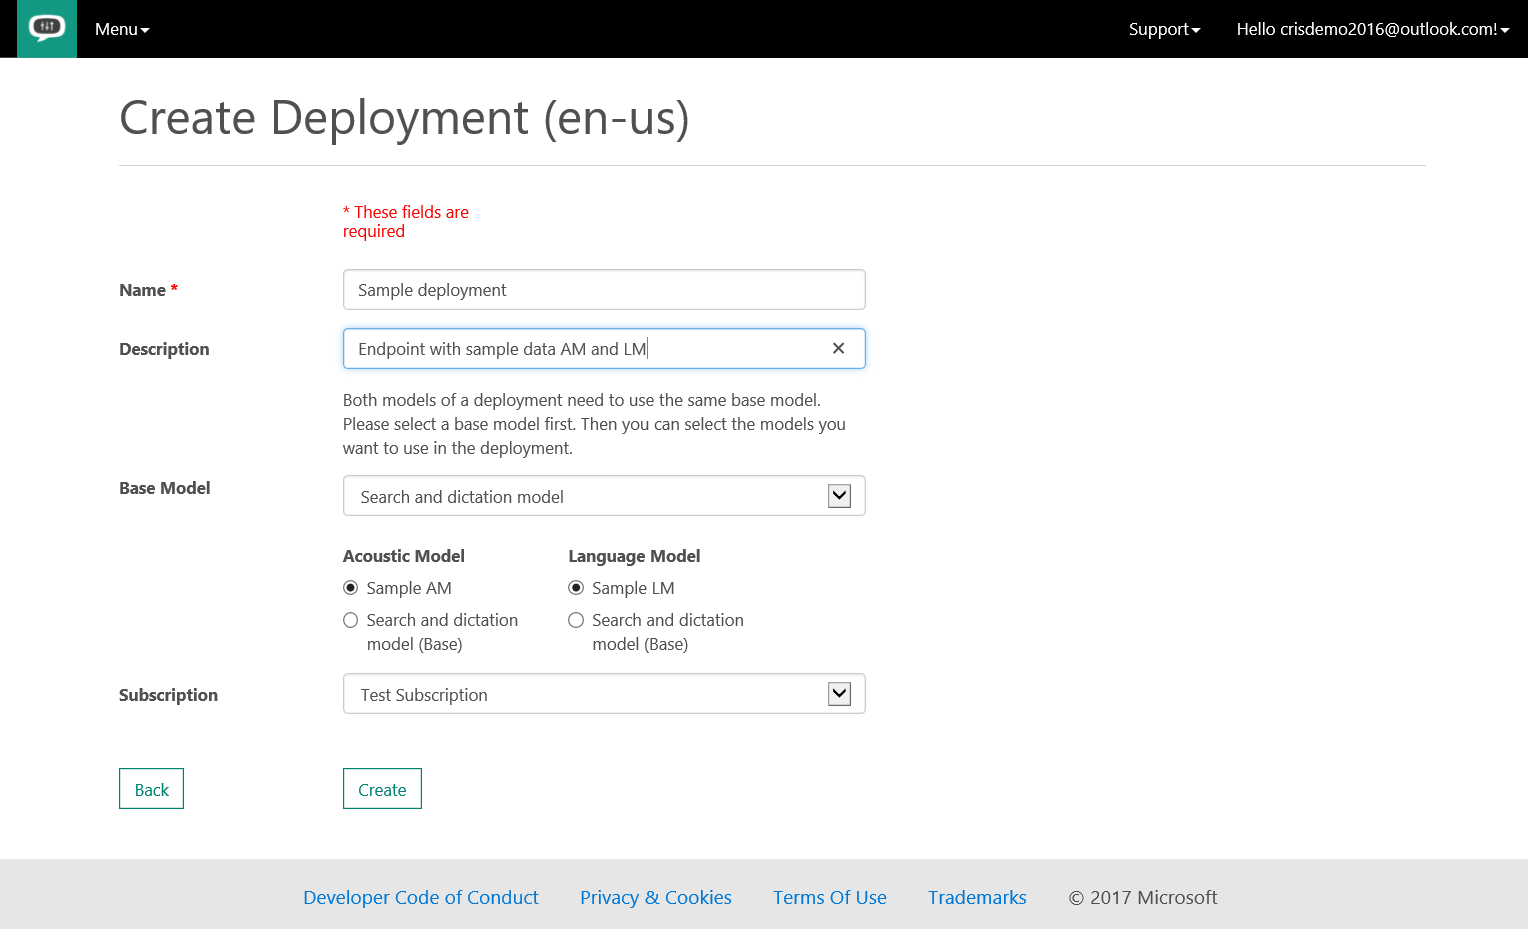 Menu
Support
Hello crisdemo2016@outlook.com!
Create Deployment (en-us)
* These fields are
required
Name *
Sample deployment
Description
Endpoint with sample data AM and LM
Both models of a deployment need to use the same base model.
Please select a base model first. Then you can select the models you
want to use in the deployment.
Base Model
Search and dictation model
Acoustic Model
Sample AM
Search and dictation
model (Base)
Language Model
Sample LM
Search and dictation
model (Base)
Subscription
Test Subscription
Back
Create
Developer Code of Conduct
Privacy & Cookies
Terms Of Use
Trademarks
© 2017 Microsoft